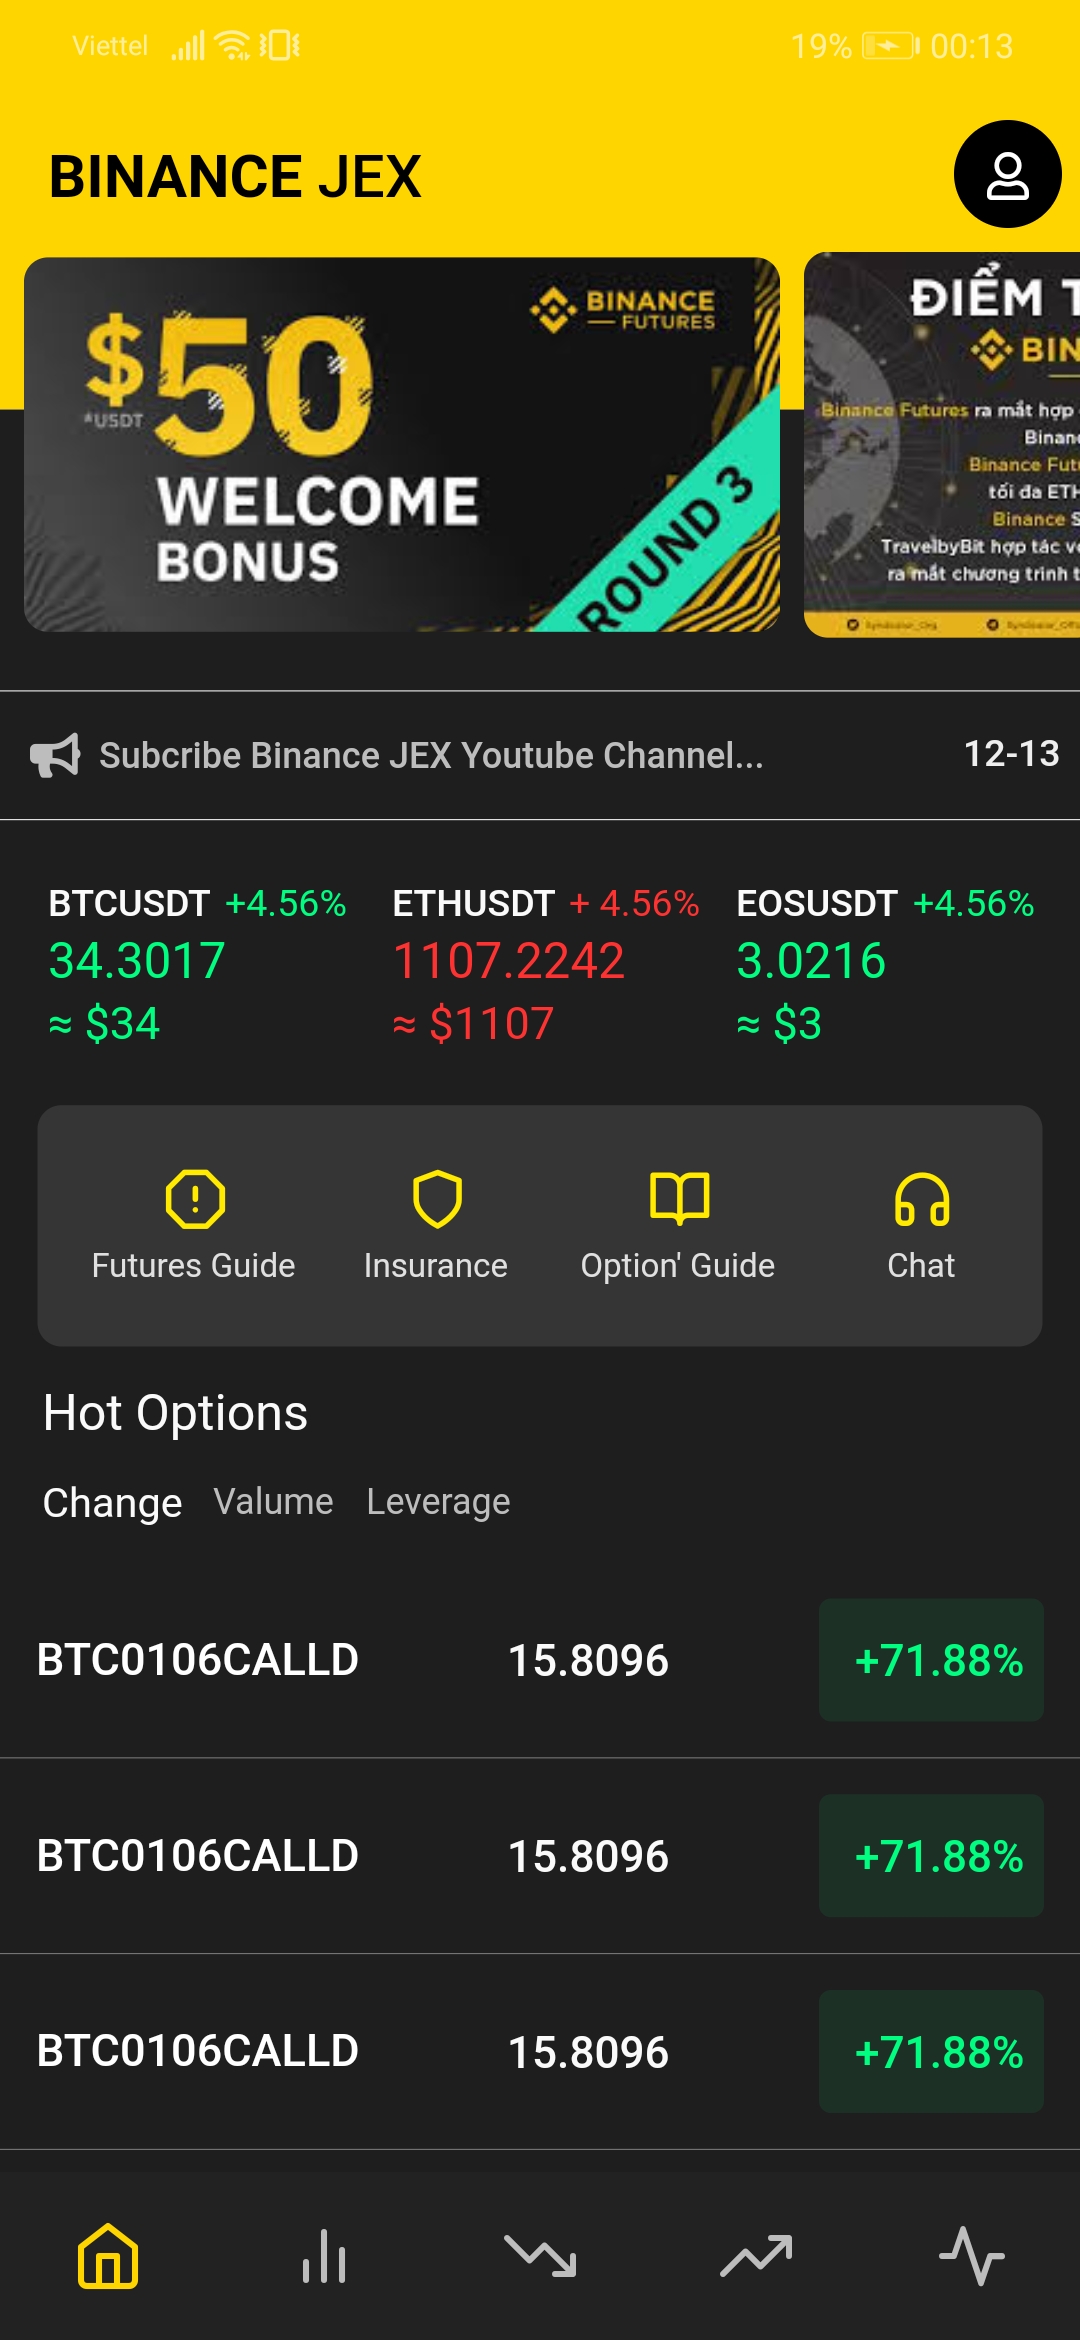 Viettel 19% 00:13
BINANCE JEX
$50
*USDT
WELCOME
BONUS
BINANCE
FUTURES
ROUND 3
ĐIỂM T
BIN
Binance Futures ra mắt hợp
Binanc
Binance Futu
tối đa ETH
Binance S
TravelbyBit hợp tác vớ
ra mắt chương trình t
Subcribe Binance JEX Youtube Channel... 12-13
BTCUSDT +4.56% ETHUSDT + 4.56% EOSUSDT +4.56%
34.3017 1107.2242 3.0216
≈ $34 ≈ $1107 ≈ $3
Futures Guide Insurance Option' Guide Chat
Hot Options
Change Valume Leverage
BTC0106CALLD 15.8096 +71.88%
BTC0106CALLD 15.8096 +71.88%
BTC0106CALLD 15.8096 +71.88%